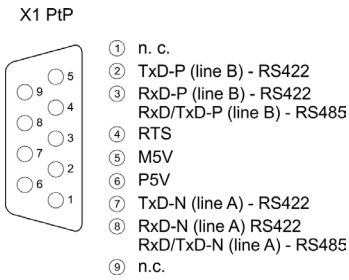 X1 PtP
5
9
4
8
3
7
2
6
1
① n. c.
② TxD-P (line B) - RS422
③ RxD-P (line B) - RS422
RxD/TxD-P (line B) - RS485
④ RTS
⑤ M5V
⑥ P5V
⑦ TxD-N (line A) - RS422
⑧ RxD-N (line A) RS422
RxD/TxD-N (line A) - RS485
⑨ n.c.